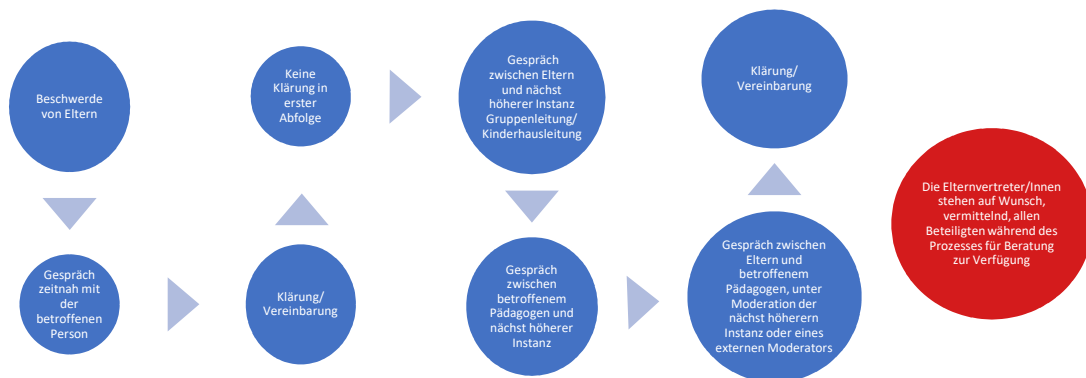 Beschwerde
von Eltern
Gespräch
zeitnah mit
der
betroffenen
Person
Klärung/
Vereinbarung
Keine
Klärung in
erster
Abfolge
Gespräch
zwischen Eltern
und nächst
höherer Instanz
Gruppenleitung/
Kinderhausleitung
Gespräch
zwischen
betroffenem
Pädagogen und
nächst höherer
Instanz
Gespräch zwischen
Eltern und
betroffenem
Pädagogen, unter
Moderation der
nächst höherern
Instanz oder eines
externen Moderators
Klärung/
Vereinbarung
Die Elternvertreter/Innen
stehen auf Wunsch,
vermittelnd, allen
Beteiligten während des
Prozesses für Beratung
zur Verfügung